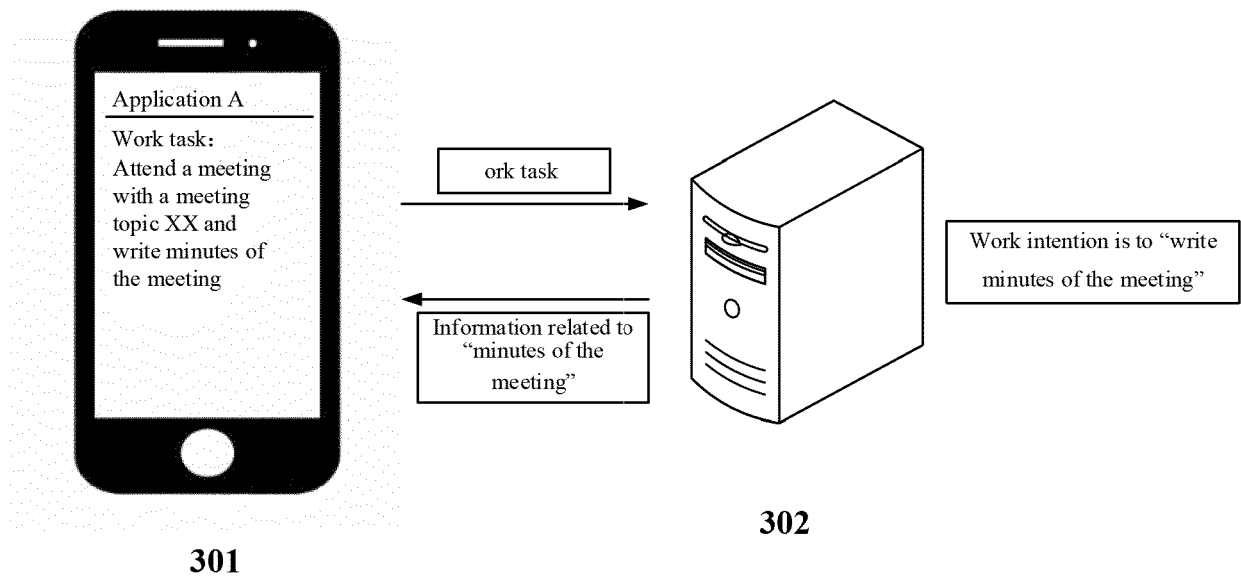 Application A
Work task：
Attend a meeting
with a meeting
topic XX and
write minutes of
the meeting
ork task
Information related to
“minutes of the
meeting”
Work intention is to “write
minutes of the meeting”
301
302